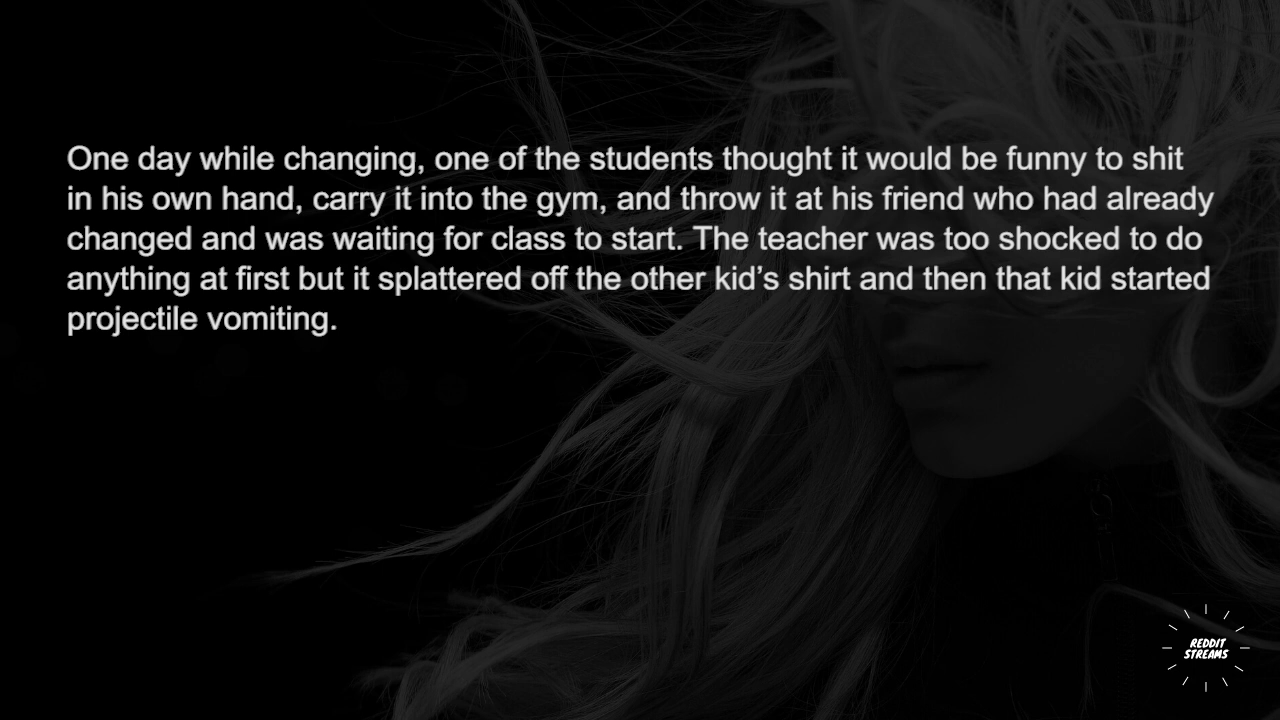 One day while changing, one of the students thought it would be funny to shit
in his own hand, carry it into the gym, and throw it at his friend who had already
changed and was waiting for class to start. The teacher was too shocked to do
anything at first but it splattered off the other kid’s shirt and then that kid started
projectile vomiting.
REDDIT
STREAMS